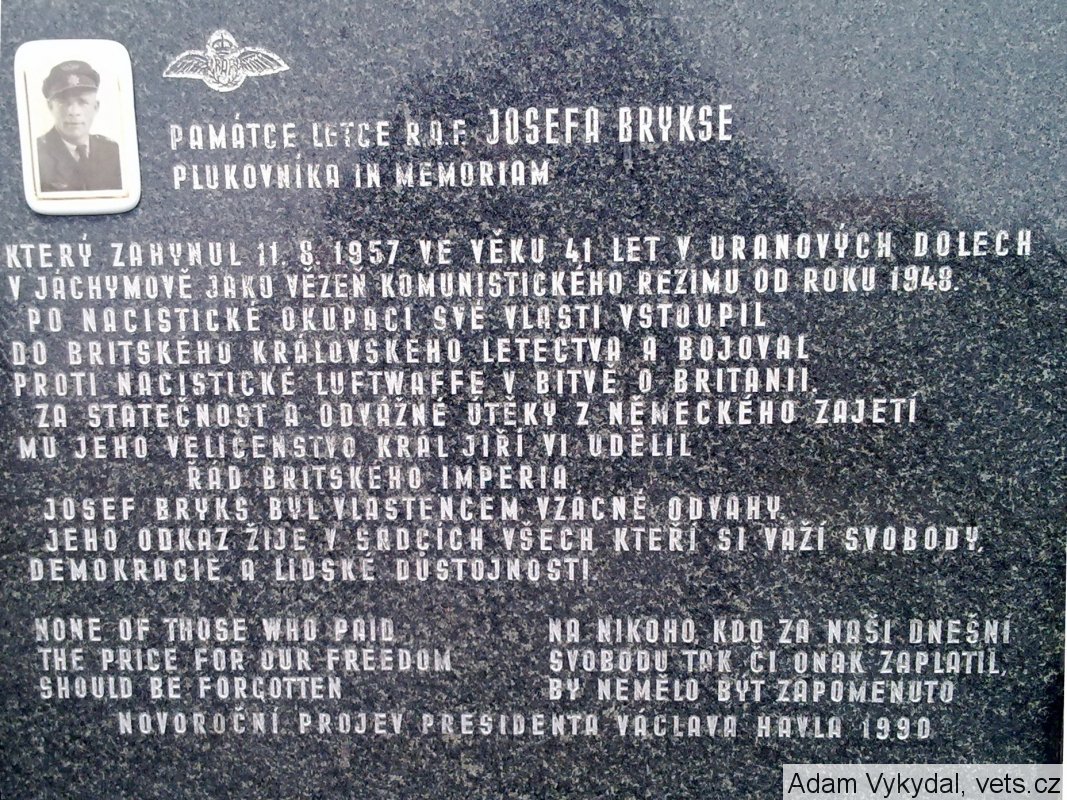 PAMÁTCE LETCE R.A.F. JOSEFA BRYKSE
PLUKOVNÍKA IN MEMORIAM
KTERÝ ZAHYNUL 11. 8. 1957 VE VĚKU 41 LET V URANOVÝCH DOLECH
V JÁCHYMOVĚ JAKO VĚZEŇ KOMUNISTICKÉHO REŽIMU OD ROKU 1948.
PO NACISTICKÉ OKUPACI SVÉ VLASTI VSTOUPIL
DO BRITSKÉHO KRÁLOVSKÉHO LETECTVA A BOJOVAL
PROTI NACISTICKÉ LUFTWAFFE V BITVĚ O BRITANII.
ZA STATEČNOST A ODVÁŽNÉ ÚTĚKY Z NĚMECKÉHO ZAJETÍ
MU JEHO VELIČENSTVO KRÁL JIŘÍ VI UDĚLIL
ŘÁD BRITSKÉHO IMPERIA
JOSEF BRYKS BYL VLASTENCEM VZÁCNÉ ODVAHY.
JEHO ODKAZ ŽIJE V SRDCÍCH VŠECH KTEŘÍ SI VÁŽÍ SVOBODY,
DEMOKRACIE A LIDSKÉ DŮSTOJNOSTI.
NONE OF THOSE WHO PAID
THE PRICE FOR OUR FREEDOM
SHOULD BE FORGOTTEN
NA NIKOHO, KDO ZA NAŠI DNEŠNÍ
SVOBODU TAK ČI ONAK ZAPLATIL,
BY NEMĚLO BÝT ZAPOMENUTO
NOVOROČNÍ PROJEV PRESIDENTA VÁCLAVA HAVLA 1990
Adam Vykydal, vets.cz